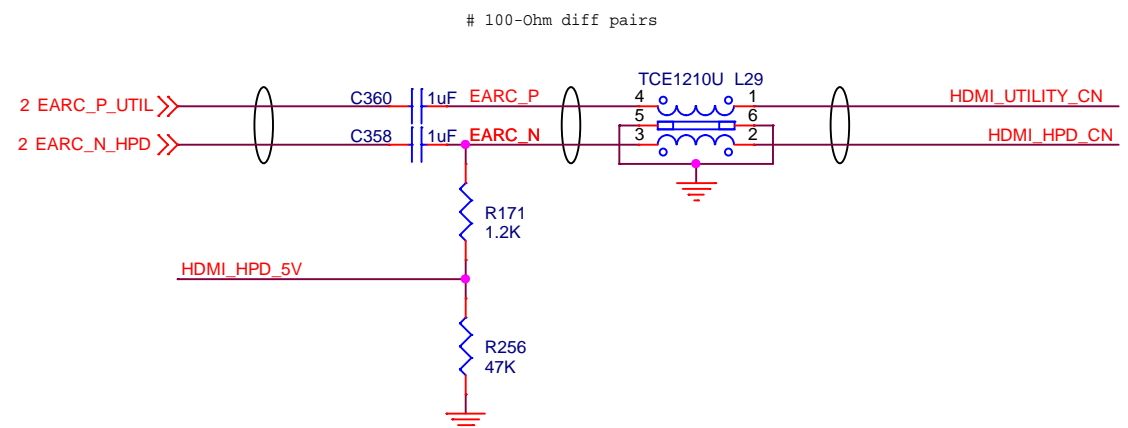 # 100-Ohm diff pairs
TCE1210U L29
2 EARC_P_UTIL
C360
1uF
EARC_P
4
1
HDMI_UTILITY_CN
5
6
2 EARC_N_HPD
C358
1uF
EARC_N
3
2
HDMI_HPD_CN
R171
1.2K
HDMI_HPD_5V
R256
47K